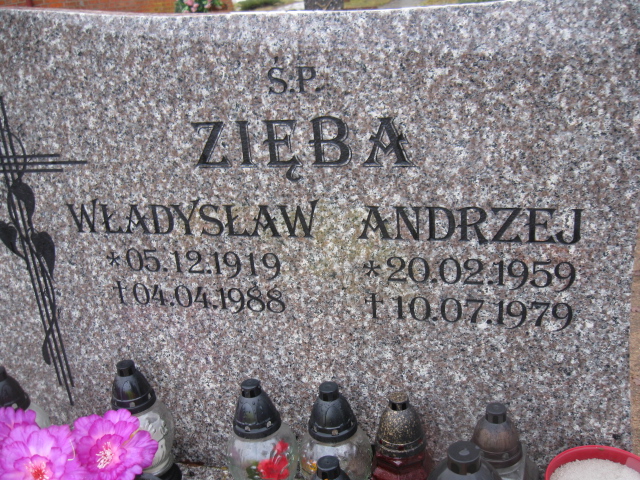 Ś.P.
ZIĘBA
WŁADYSŁAW ANDRZEJ
*05.12.1919 *20.02.1959
†04.04.1988 †10.07.1979